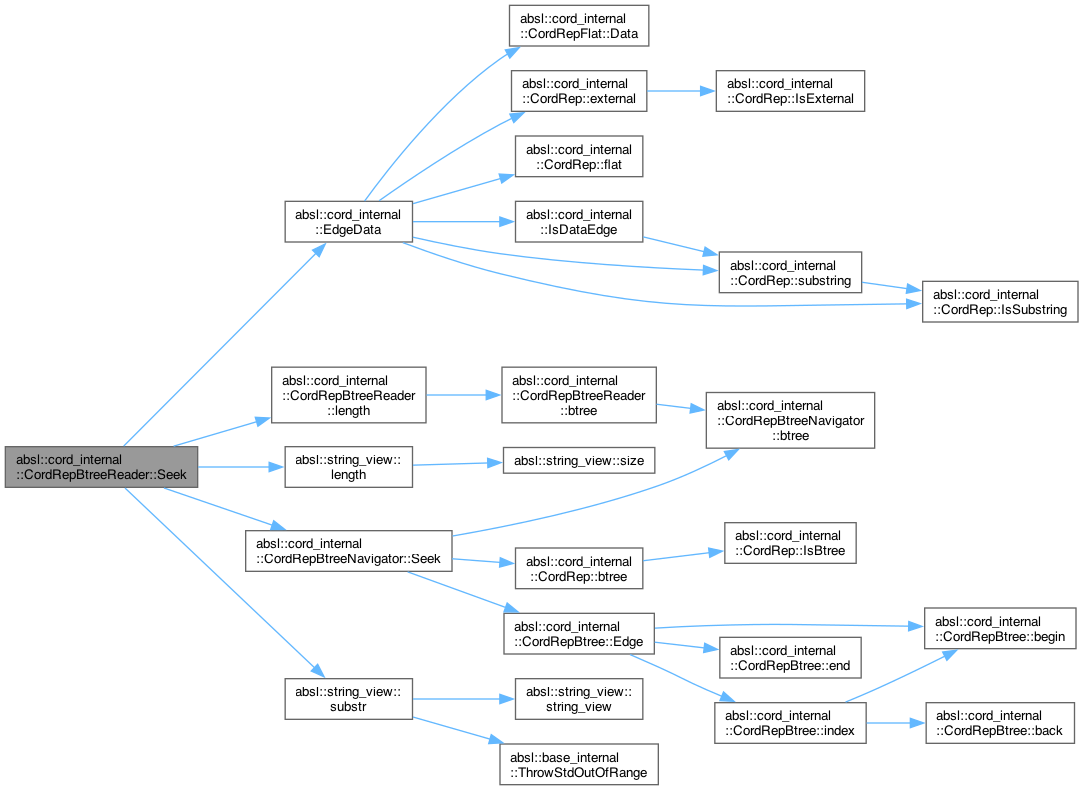 absl::cord_internal
::CordRepFlat::Data
absl::cord_internal
::CordRep::external
absl::cord_internal
::CordRep::IsExternal
absl::cord_internal
::CordRep::flat
absl::cord_internal
::EdgeData
absl::cord_internal
::IsDataEdge
absl::cord_internal
::CordRep::substring
absl::cord_internal
::CordRep::IsSubstring
absl::cord_internal
::CordRepBtreeReader
::length
absl::cord_internal
::CordRepBtreeReader
::btree
absl::cord_internal
::CordRepBtreeNavigator
::btree
absl::cord_internal
::CordRepBtreeReader::Seek
absl::string_view::
length
absl::string_view::size
absl::cord_internal
::CordRepBtreeNavigator::Seek
absl::cord_internal
::CordRep::btree
absl::cord_internal
::CordRep::IsBtree
absl::cord_internal
::CordRepBtree::Edge
absl::cord_internal
::CordRepBtree::begin
absl::cord_internal
::CordRepBtree::end
absl::string_view::
substr
absl::string_view::
string_view
absl::cord_internal
::CordRepBtree::index
absl::cord_internal
::CordRepBtree::back
absl::base_internal
::ThrowStdOutOfRange